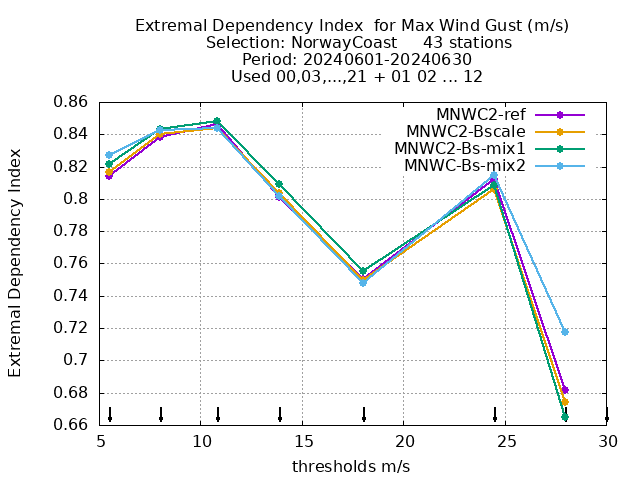 Extremal Dependency Index for Max Wind Gust (m/s)
Selection: NorwayCoast 43 stations
Period: 20240601-20240630
Used 00,03,...,21 + 01 02 ... 12
MNWC2-ref
MNWC2-Bscale
MNWC2-Bs-mix1
MNWC-Bs-mix2
Extremal Dependency Index
0.86
0.84
0.82
0.8
0.78
0.76
0.74
0.72
0.7
0.68
0.66
5 10 15 20 25 30
thresholds m/s